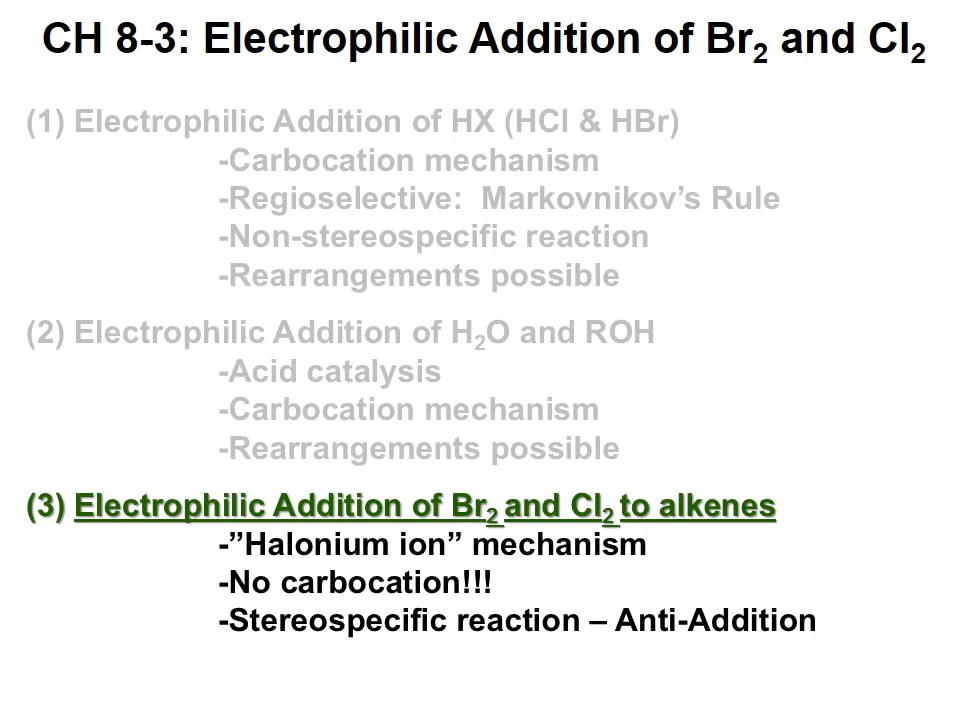 CH 8-3: Electrophilic Addition of Br₂ and Cl₂
(1) Electrophilic Addition of HX (HCl & HBr)
-Carbocation mechanism
-Regioselective:  Markovnikov’s Rule
-Non-stereospecific reaction
-Rearrangements possible
(2) Electrophilic Addition of H₂O and ROH
-Acid catalysis
-Carbocation mechanism
-Rearrangements possible
(3) Electrophilic Addition of Br₂ and Cl₂ to alkenes
-”Halonium ion” mechanism
-No carbocation!!!
-Stereospecific reaction – Anti-Addition